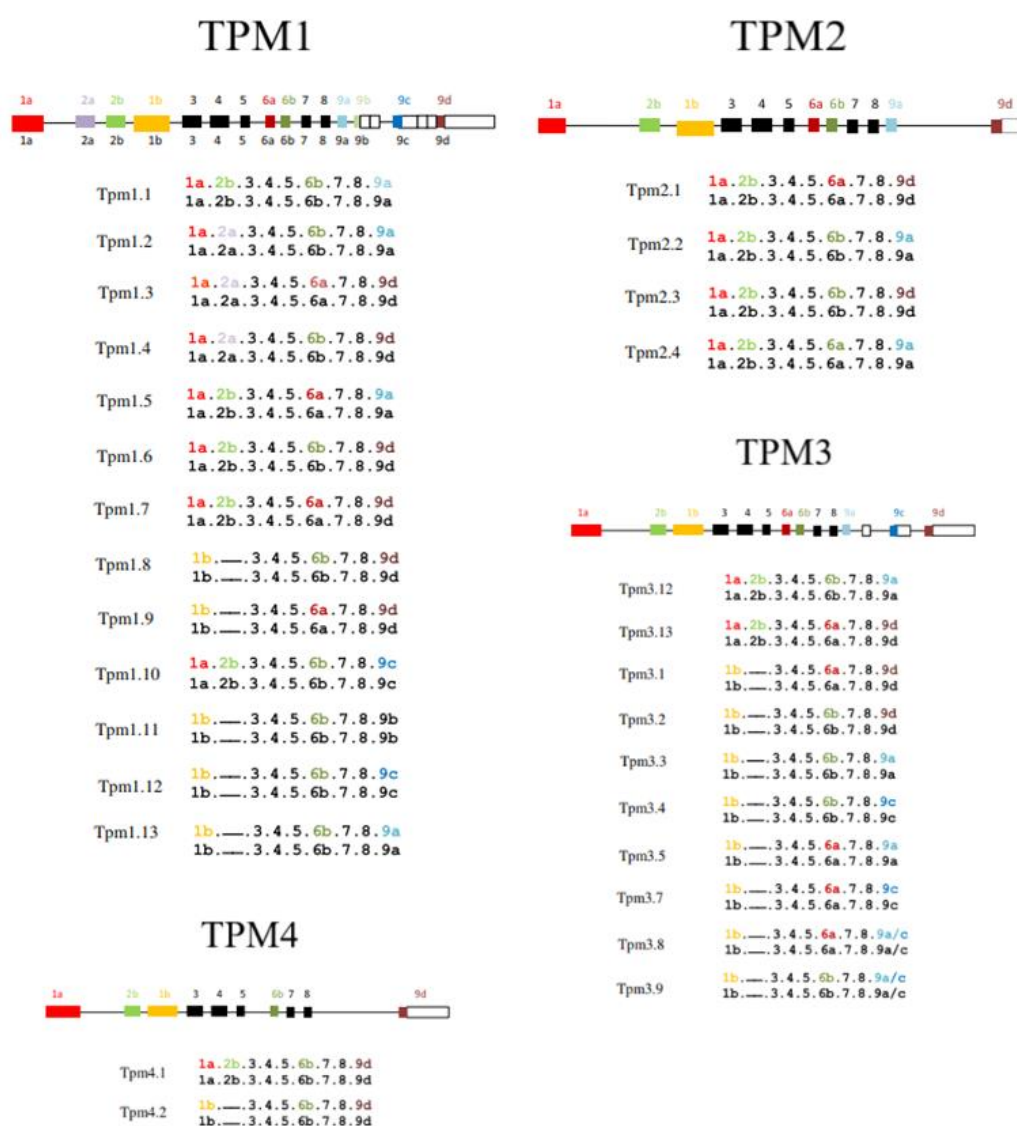 TPM1
1a 2a 2b 1b 3 4 5 6a 6b 7 8 9a 9b 9c 9d
1a 2a 2b 1b 3 4 5 6a 6b 7 8 9a 9b 9c 9d
Tpm1.1
1a.2b.3.4.5.6b.7.8.9a
1a.2b.3.4.5.6b.7.8.9a
Tpm1.2
1a.2a.3.4.5.6b.7.8.9a
1a.2a.3.4.5.6b.7.8.9a
Tpm1.3
1a.2a.3.4.5.6a.7.8.9d
1a.2a.3.4.5.6a.7.8.9d
Tpm1.4
1a.2a.3.4.5.6b.7.8.9d
1a.2a.3.4.5.6b.7.8.9d
Tpm1.5
1a.2b.3.4.5.6a.7.8.9a
1a.2b.3.4.5.6a.7.8.9a
Tpm1.6
1a.2b.3.4.5.6b.7.8.9d
1a.2b.3.4.5.6b.7.8.9d
Tpm1.7
1a.2b.3.4.5.6a.7.8.9d
1a.2b.3.4.5.6a.7.8.9d
Tpm1.8
1b.__.3.4.5.6b.7.8.9d
1b.__.3.4.5.6b.7.8.9d
Tpm1.9
1b.__.3.4.5.6a.7.8.9d
1b.__.3.4.5.6a.7.8.9d
Tpm1.10
1a.2b.3.4.5.6b.7.8.9c
1a.2b.3.4.5.6b.7.8.9c
Tpm1.11
1b.__.3.4.5.6b.7.8.9b
1b.__.3.4.5.6b.7.8.9b
Tpm1.12
1b.__.3.4.5.6b.7.8.9c
1b.__.3.4.5.6b.7.8.9c
Tpm1.13
1b.__.3.4.5.6b.7.8.9a
1b.__.3.4.5.6b.7.8.9a
TPM2
1a 2b 1b 3 4 5 6a 6b 7 8 9a 9d
Tpm2.1
1a.2b.3.4.5.6a.7.8.9d
1a.2b.3.4.5.6a.7.8.9d
Tpm2.2
1a.2b.3.4.5.6b.7.8.9a
1a.2b.3.4.5.6b.7.8.9a
Tpm2.3
1a.2b.3.4.5.6b.7.8.9d
1a.2b.3.4.5.6b.7.8.9d
Tpm2.4
1a.2b.3.4.5.6a.7.8.9a
1a.2b.3.4.5.6a.7.8.9a
TPM3
1a 2b 1b 3 4 5 6a 6b 7 8 9a 9c 9d
Tpm3.12
1a.2b.3.4.5.6b.7.8.9a
1a.2b.3.4.5.6b.7.8.9a
Tpm3.13
1a.2b.3.4.5.6a.7.8.9d
1a.2b.3.4.5.6a.7.8.9d
Tpm3.1
1b.__.3.4.5.6a.7.8.9d
1b.__.3.4.5.6a.7.8.9d
Tpm3.2
1b.__.3.4.5.6b.7.8.9d
1b.__.3.4.5.6b.7.8.9d
Tpm3.3
1b.__.3.4.5.6b.7.8.9a
1b.__.3.4.5.6b.7.8.9a
Tpm3.4
1b.__.3.4.5.6b.7.8.9c
1b.__.3.4.5.6b.7.8.9c
Tpm3.5
1b.__.3.4.5.6a.7.8.9a
1b.__.3.4.5.6a.7.8.9a
Tpm3.7
1b.__.3.4.5.6a.7.8.9c
1b.__.3.4.5.6a.7.8.9c
Tpm3.8
1b.__.3.4.5.6a.7.8.9a/c
1b.__.3.4.5.6a.7.8.9a/c
Tpm3.9
1b.__.3.4.5.6b.7.8.9a/c
1b.__.3.4.5.6b.7.8.9a/c
TPM4
1a 2b 1b 3 4 5 6b 7 8 9d
Tpm4.1
1a.2b.3.4.5.6b.7.8.9d
1a.2b.3.4.5.6b.7.8.9d
Tpm4.2
1b.__.3.4.5.6b.7.8.9d
1b.__.3.4.5.6b.7.8.9d